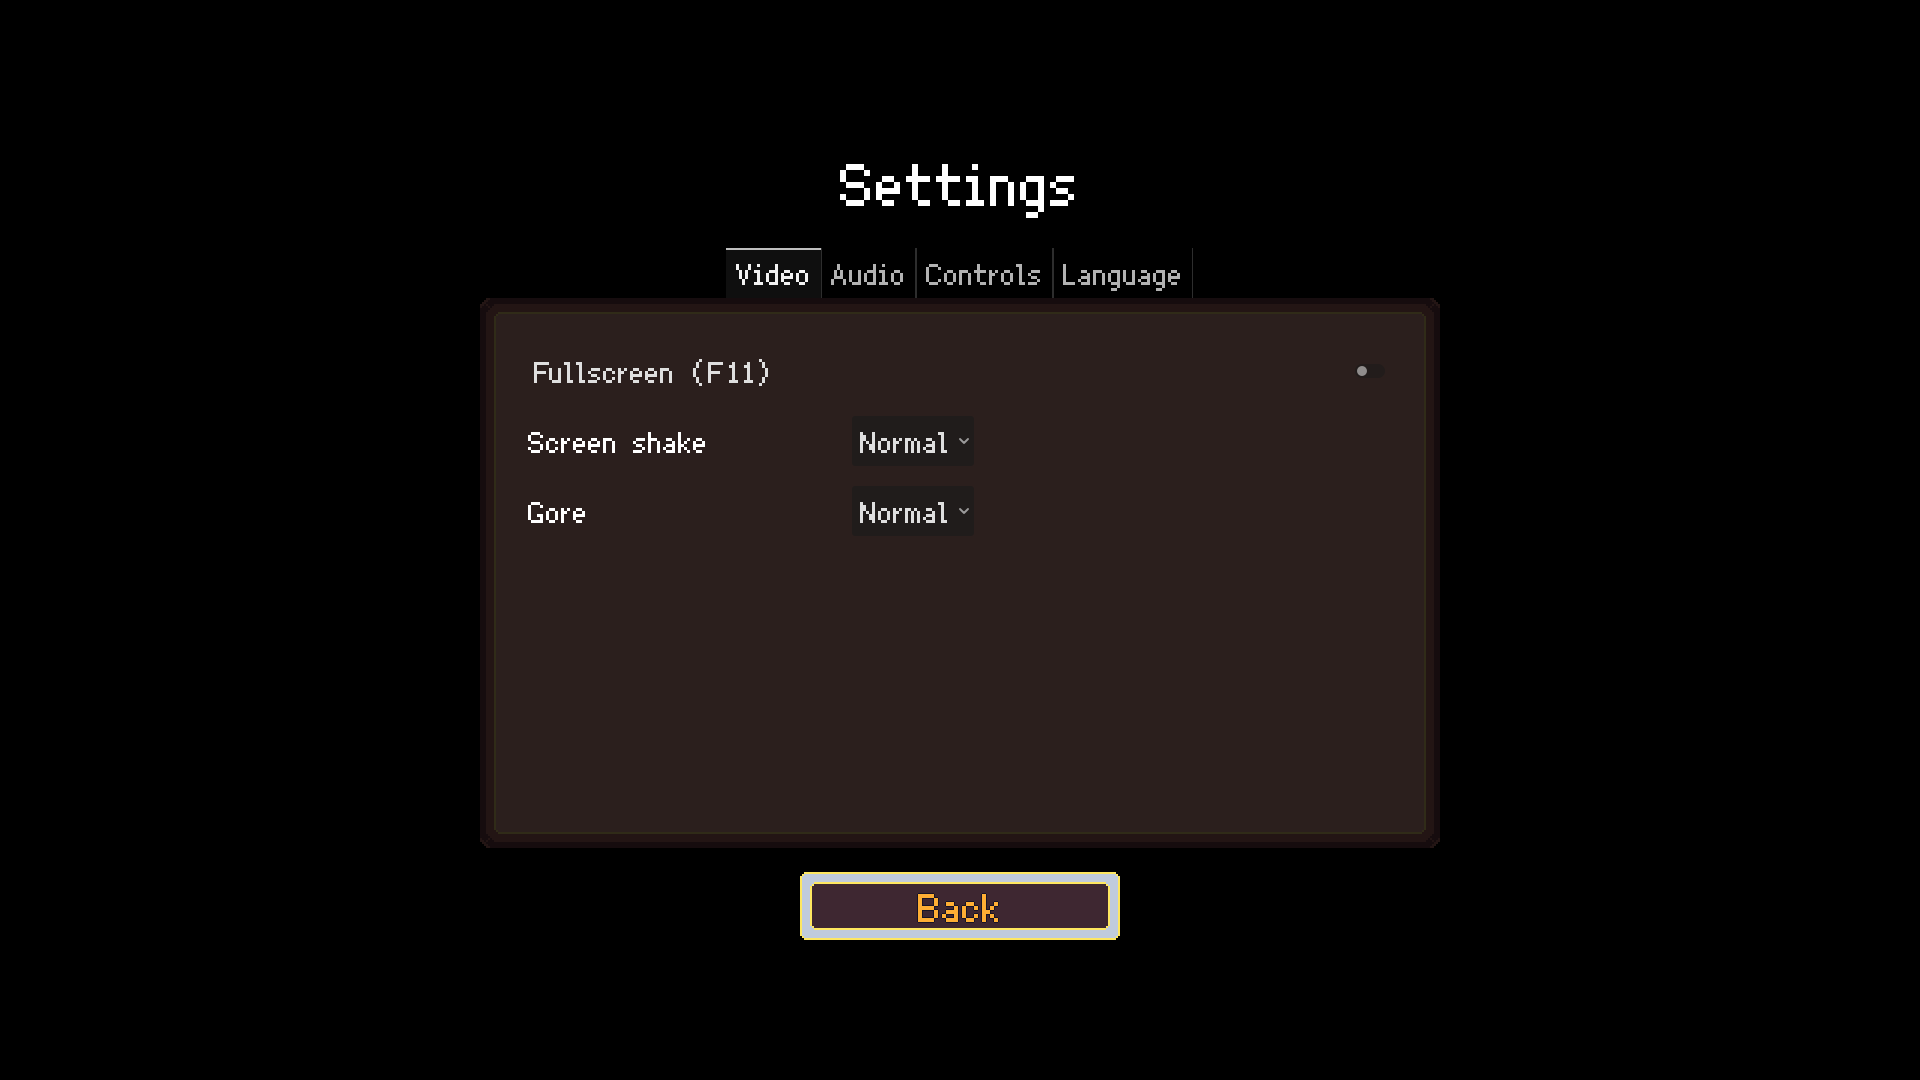 Settings
Video Audio Controls Language
Fullscreen (F11)
Screen shake Normal
Gore Normal
Back